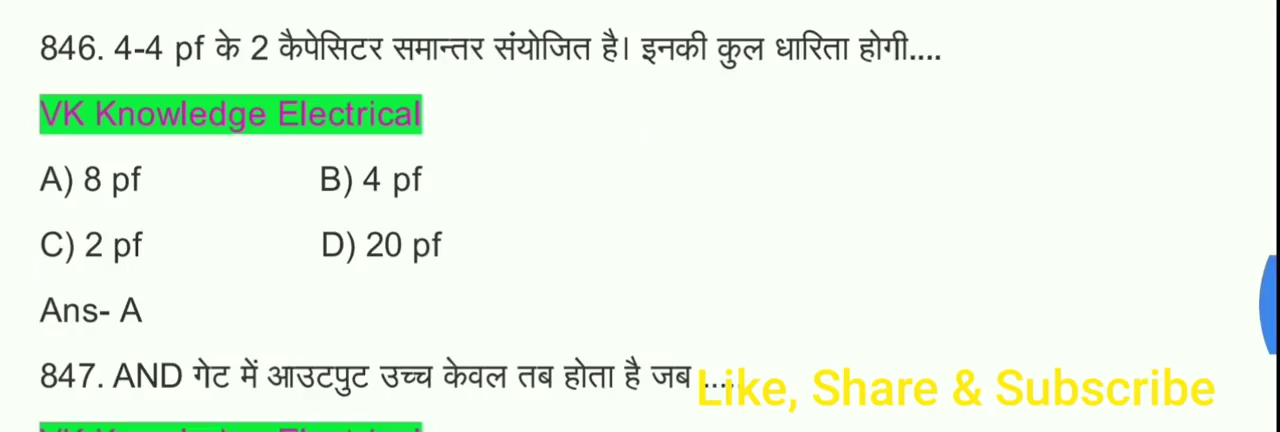 846. 4-4 pf के 2 कैपेसिटर समान्तर संयोजित है। इनकी कुल धारिता होगी....
VK Knowledge Electrical
A) 8 pf B) 4 pf
C) 2 pf D) 20 pf
Ans- A
847. AND गेट में आउटपुट उच्च केवल तब होता है जब ....
Like, Share & Subscribe